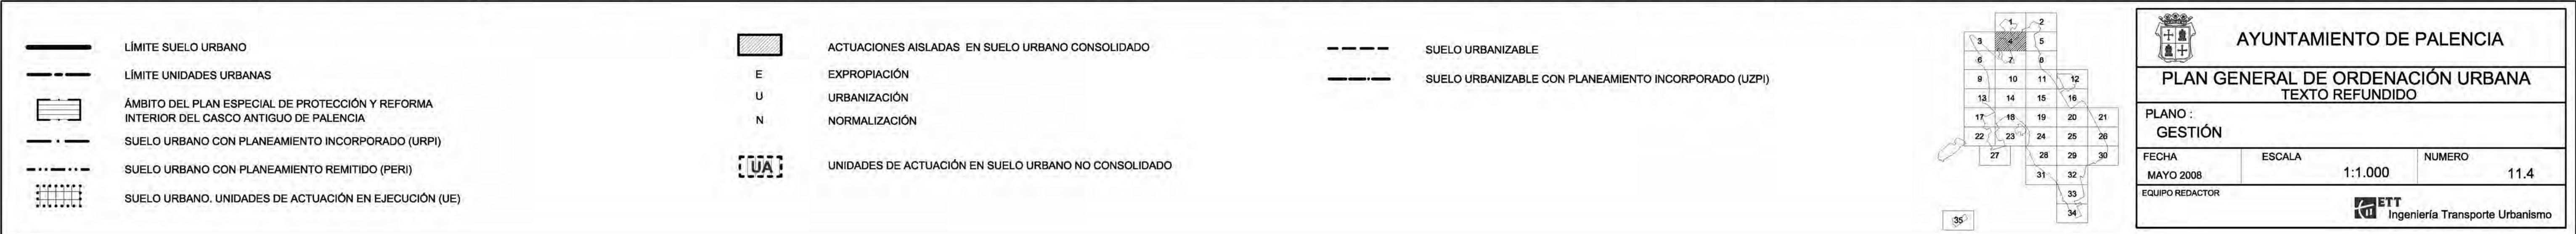 LÍMITE SUELO URBANO
LÍMITE UNIDADES URBANAS
ÁMBITO DEL PLAN ESPECIAL DE PROTECCIÓN Y REFORMA
INTERIOR DEL CASCO ANTIGUO DE PALENCIA
SUELO URBANO CON PLANEAMIENTO INCORPORADO (URPI)
SUELO URBANO CON PLANEAMIENTO REMITIDO (PERI)
SUELO URBANO. UNIDADES DE ACTUACIÓN EN EJECUCIÓN (UE)
ACTUACIONES AISLADAS EN SUELO URBANO CONSOLIDADO
E EXPROPIACIÓN
U URBANIZACIÓN
N NORMALIZACIÓN
UA UNIDADES DE ACTUACIÓN EN SUELO URBANO NO CONSOLIDADO
SUELO URBANIZABLE
SUELO URBANIZABLE CON PLANEAMIENTO INCORPORADO (UZPI)
1 2
3 4 5
6 7 8
9 10 11 12
13 14 15 16
17 18 19 20 21
22 23 24 25 26
27 28 29 30
31 32
33
34
35
AYUNTAMIENTO DE PALENCIA
PLAN GENERAL DE ORDENACIÓN URBANA
TEXTO REFUNDIDO
PLANO :
GESTIÓN
FECHA ESCALA NUMERO
MAYO 2008 1:1.000 11.4
EQUIPO REDACTOR
ETT
Ingeniería Transporte Urbanismo